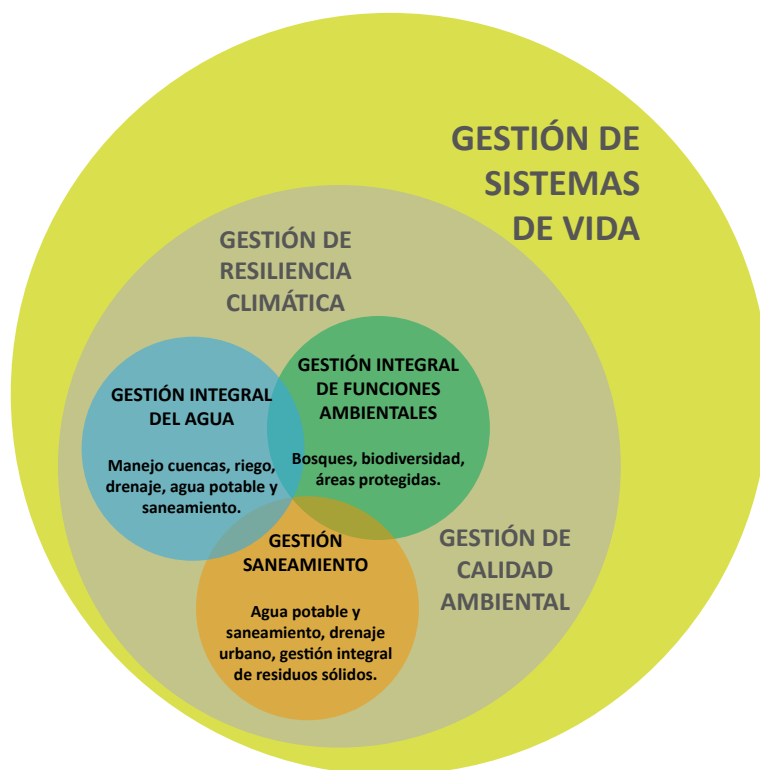 GESTIÓN DE
SISTEMAS
DE VIDA
GESTIÓN DE
RESILIENCIA
CLIMÁTICA
GESTIÓN INTEGRAL
DE FUNCIONES
AMBIENTALES
Bosques, biodiversidad,
áreas protegidas.
GESTIÓN INTEGRAL
DEL AGUA
Manejo cuencas, riego,
drenaje, agua potable y
saneamiento.
GESTIÓN
SANEAMIENTO
Agua potable y
saneamiento, drenaje
urbano, gestión integral
de residuos sólidos.
GESTIÓN DE
CALIDAD
AMBIENTAL